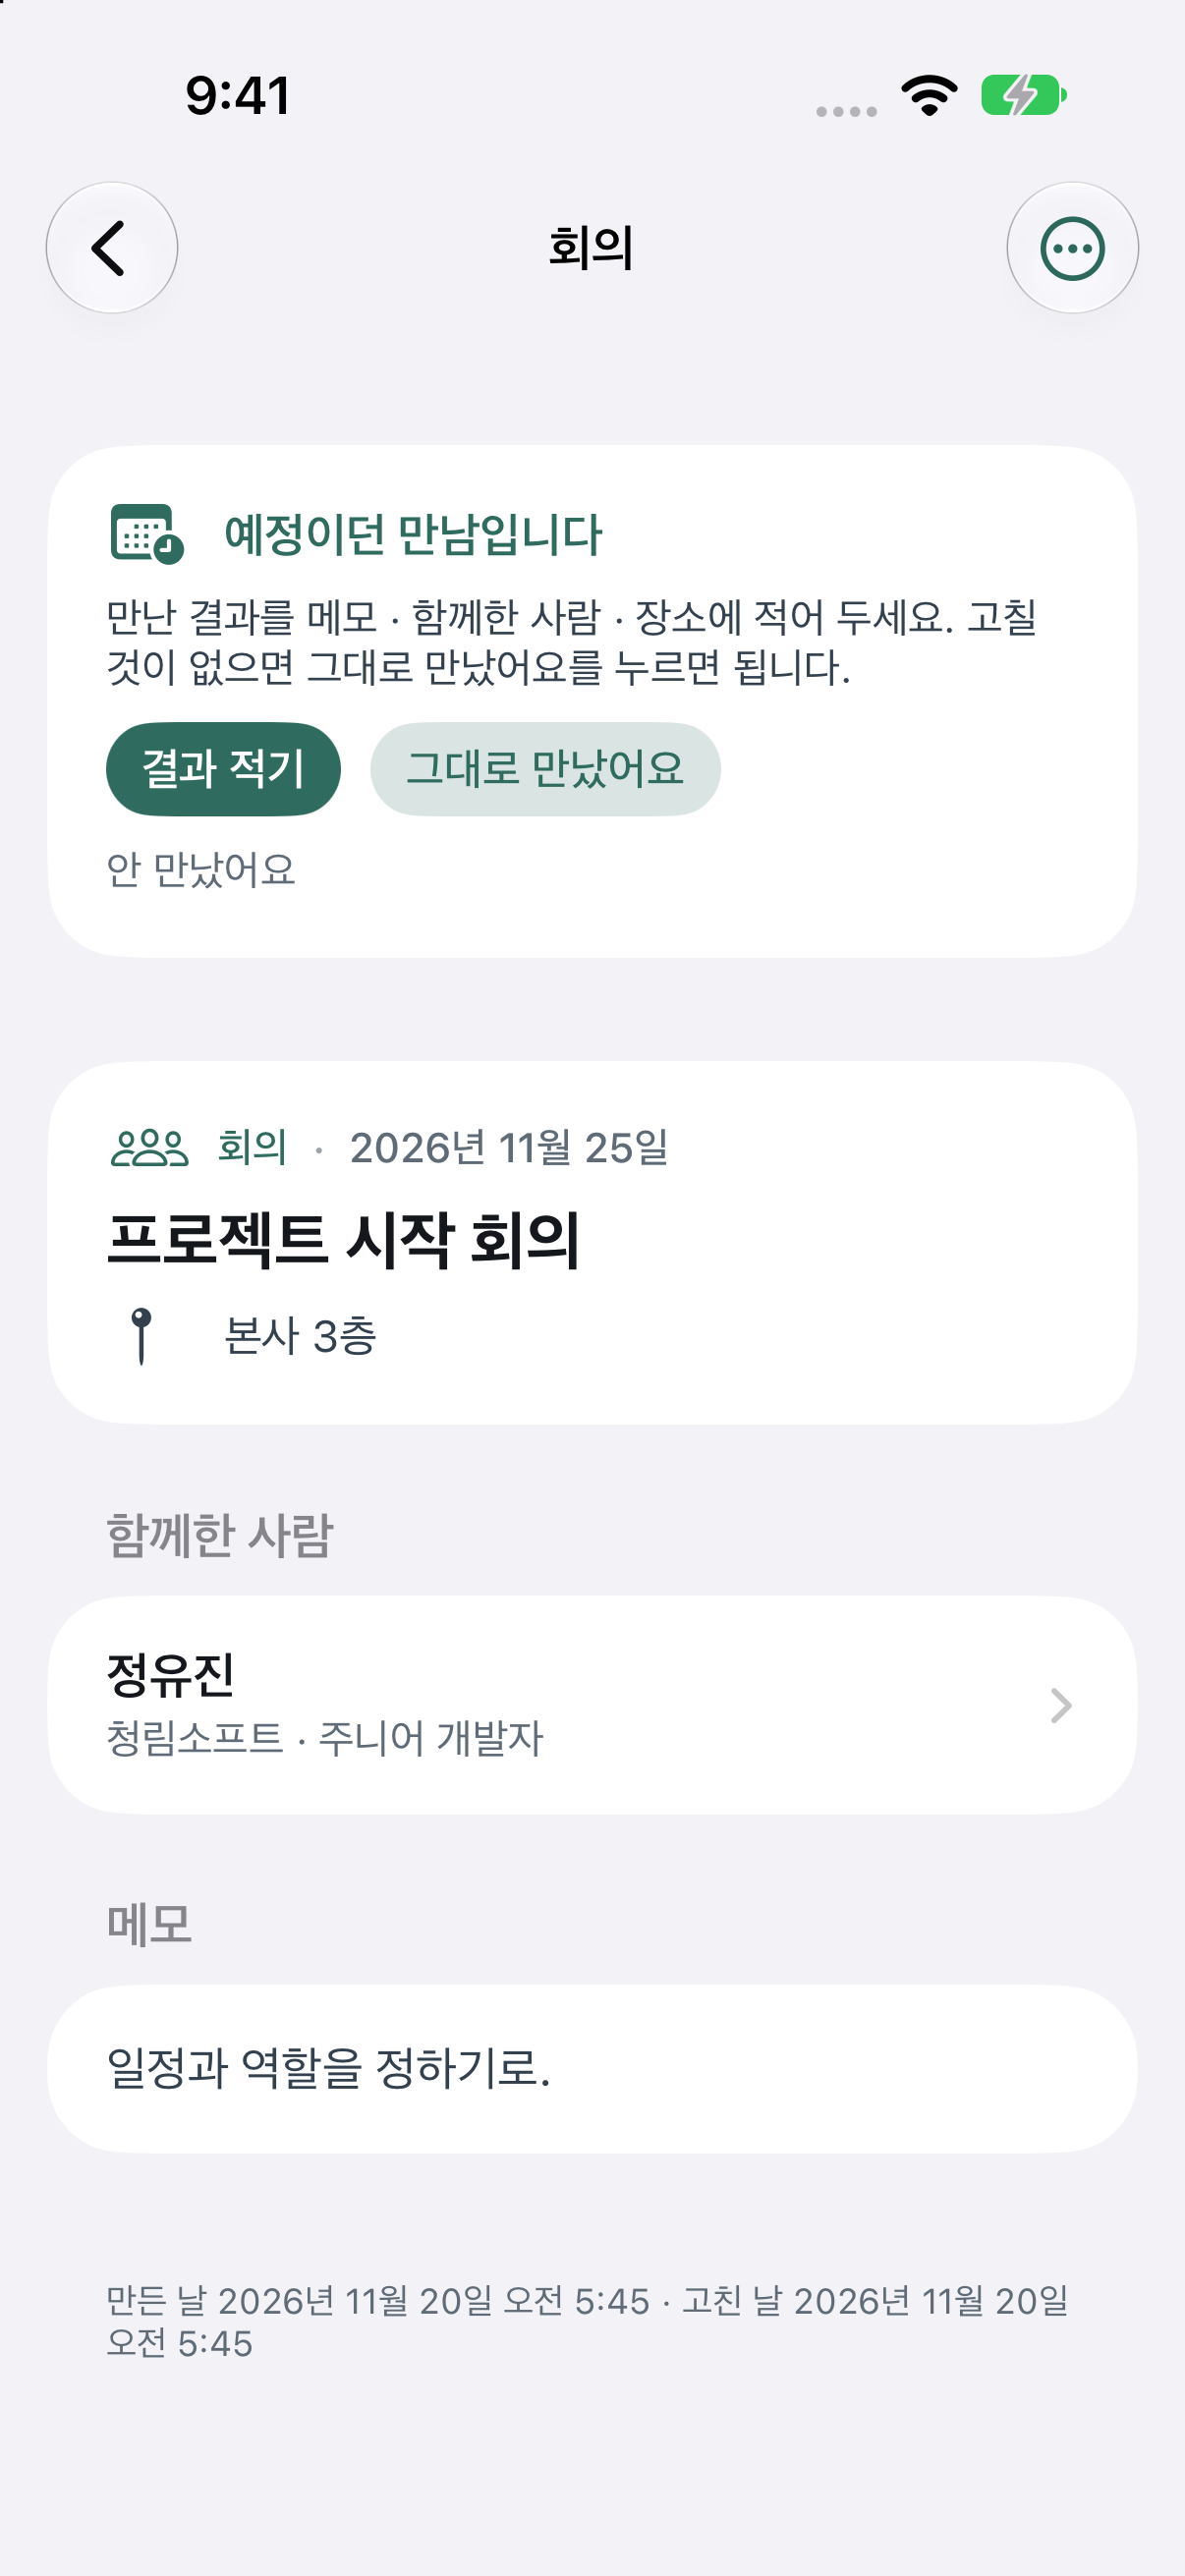 9:41
회의
예정이던 만남입니다
만난 결과를 메모 · 함께한 사람 · 장소에 적어 두세요. 고칠
것이 없으면 그대로 만났어요를 누르면 됩니다.
결과 적기
그대로 만났어요
안 만났어요
회의 · 2026년 11월 25일
프로젝트 시작 회의
본사 3층
함께한 사람
정유진
청림소프트 · 주니어 개발자
메모
일정과 역할을 정하기로.
만든 날 2026년 11월 20일 오전 5:45 · 고친 날 2026년 11월 20일
오전 5:45